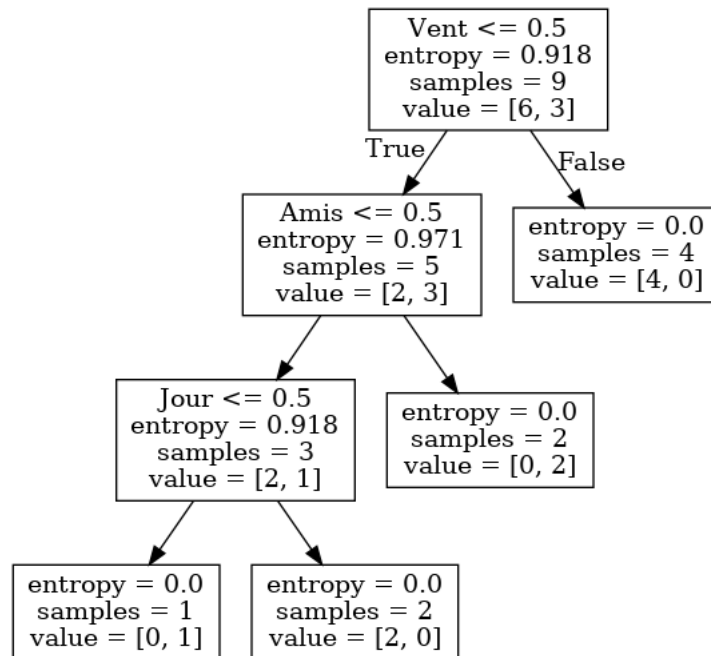 Vent <= 0.5
entropy = 0.918
samples = 9
value = [6, 3]
True
False
Amis <= 0.5
entropy = 0.971
samples = 5
value = [2, 3]
entropy = 0.0
samples = 4
value = [4, 0]
Jour <= 0.5
entropy = 0.918
samples = 3
value = [2, 1]
entropy = 0.0
samples = 2
value = [0, 2]
entropy = 0.0
samples = 1
value = [0, 1]
entropy = 0.0
samples = 2
value = [2, 0]